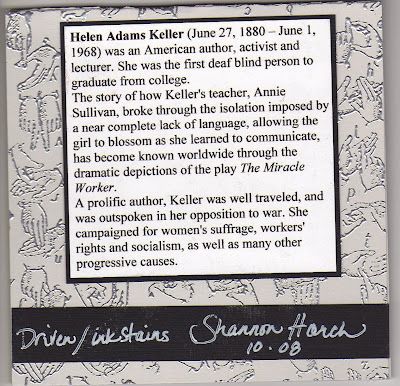 Helen Adams Keller (June 27, 1880 – June 1,
1968) was an American author, activist and
lecturer. She was the first deaf blind person to
graduate from college.
The story of how Keller's teacher, Annie
Sullivan, broke through the isolation imposed by
a near complete lack of language, allowing the
girl to blossom as she learned to communicate,
has become known worldwide through the
dramatic depictions of the play The Miracle
Worker.
A prolific author, Keller was well traveled, and
was outspoken in her opposition to war. She
campaigned for women's suffrage, workers'
rights and socialism, as well as many other
progressive causes.
Driven/inkstains Shannon
10.08